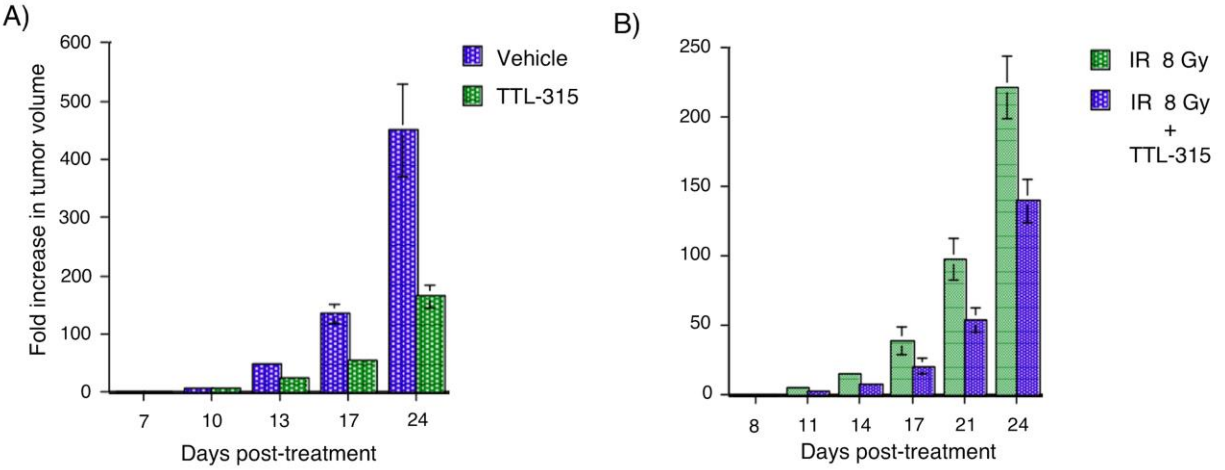 A)
Fold increase in tumor volume
600
500
400
300
200
100
0
7 10 13 17 24
Days post-treatment
Vehicle
TTL-315
B)
250
200
150
100
50
0
8 11 14 17 21 24
Days post-treatment
IR 8 Gy
IR 8 Gy
+
TTL-315